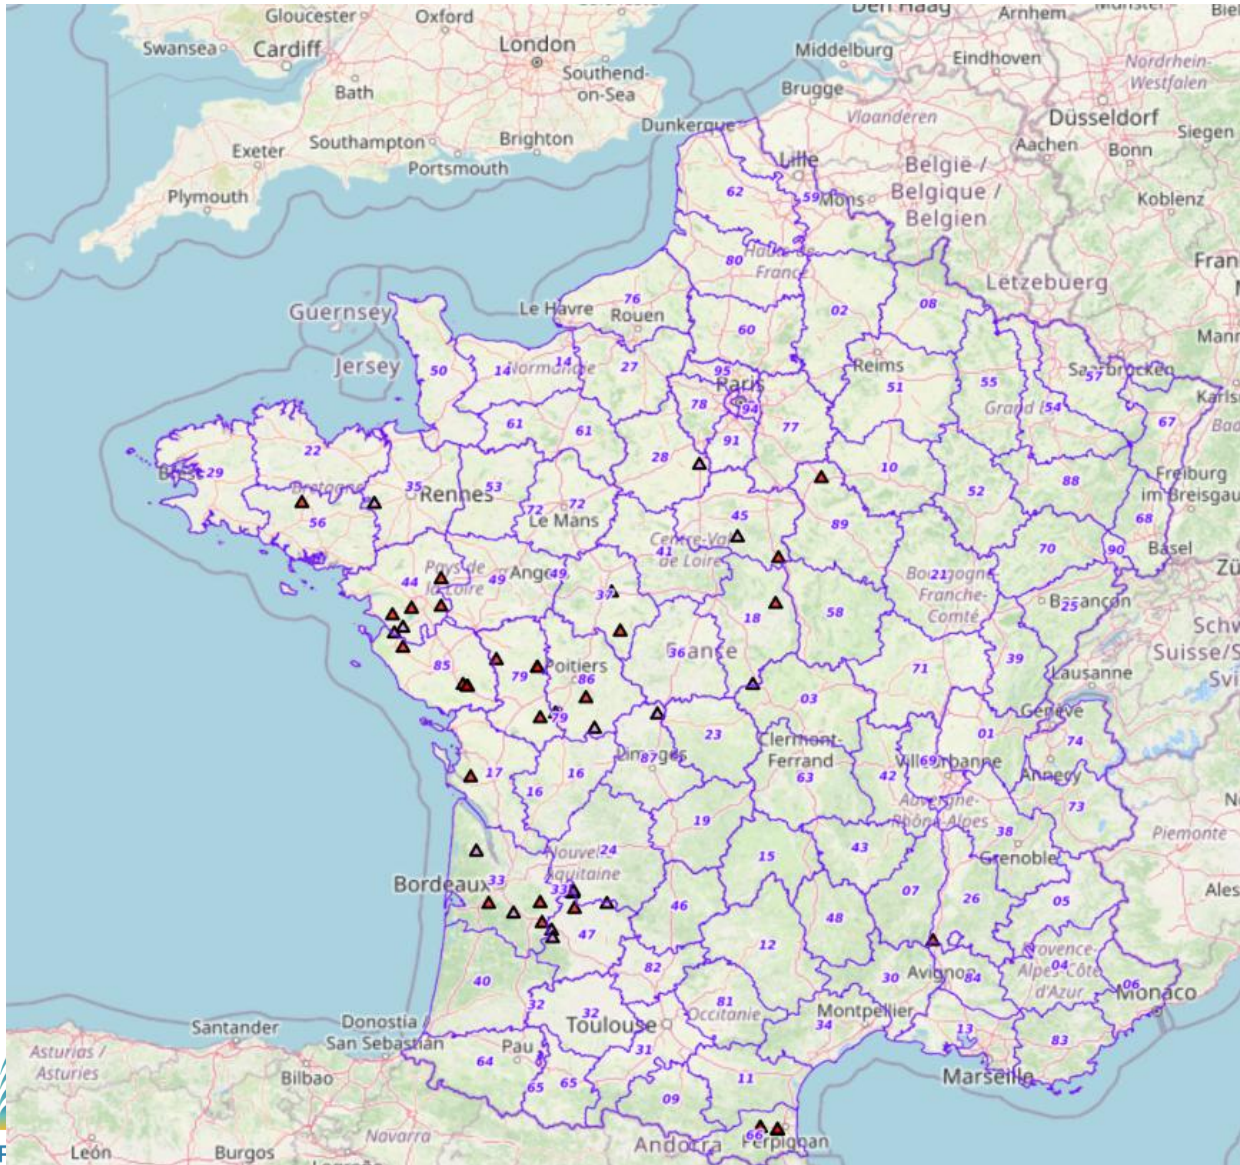 Den Haag
Arnhem
Gloucester
Oxford
Swansea
Cardiff
London
Middelburg
Eindhoven
Nordrhein-
Westfalen
Southend-
on-Sea
Bath
Brugge
Düsseldorf
Dunkerque
Vlaanderen
Siegen
Southampton
Brighton
Aachen
Bonn
Exeter
Portsmouth
Lille
België /
Belgique /
Belgien
Plymouth
62
59
Mons
Koblenz
80
Hauts-de-
France
Lëtzebuerg
Guernsey
Le Havre
76
Rouen
02
08
60
Jersey
50
14
Normandie
14
27
95
Paris
Reims
51
55
Saarbrücken
57
78
94
Grand E
54
61
61
91
77
67
22
28
10
Freiburg
im Breisgau
29
Bretagne
35
Rennes
53
72
72
Le Mans
52
88
56
45
89
68
Centre-Val
de Loire
41
70
90
Basel
44
Pays de
la Loire
49
Angers
49
37
Bourgogne
Franche-
Comté
21
Besançon
25
18
58
France
36
39
Suisse/S
85
79
Poitiers
86
71
Lausanne
03
Genève
79
23
01
74
17
16
Limoges
87
Clermont-
Ferrand
63
42
69
Villeurbanne
Annecy
16
Auvergne-
Rhône-Alpes
73
19
38
Piemonte
24
Nouvelle
Aquitaine
15
43
Grenoble
Bordeaux
33
33
07
26
05
46
48
47
12
Provence-
Alpes-Côte
d'Azur
04
40
82
30
Avignon
84
06
Monaco
32
32
81
Occitanie
Santander
Donostia /
San Sebastián
Toulouse
34
Montpellier
13
83
Asturias /
Asturies
64
Pau
31
Bilbao
65
65
11
Marseille
09
Navarra
66
Perpignan
Andorra
León
Burgos